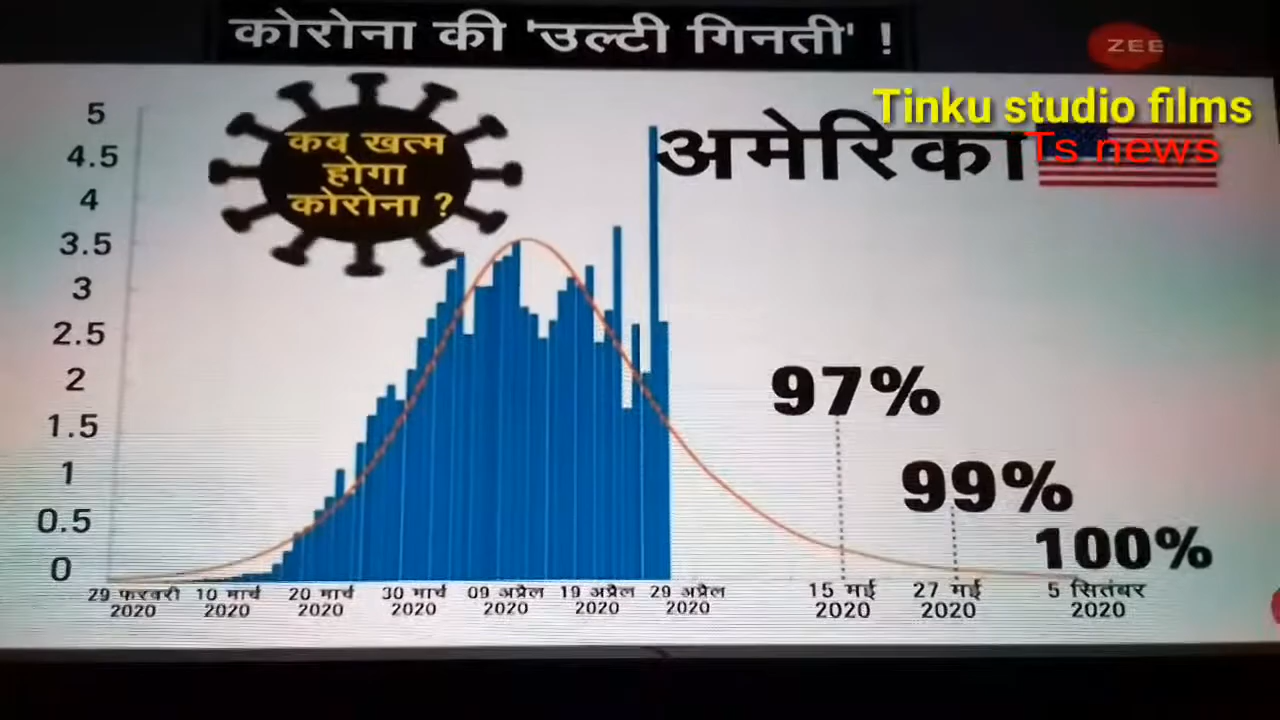 कोरोना की 'उल्टी गिनती' !
ZEE
Tinku studio films
Ts news
अमेरिका
कब खत्म
होगा
कोरोना ?
5
4.5
4
3.5
3
2.5
2
1.5
1
0.5
0
97%
99%
100%
29 फरवरी 2020
10 मार्च 2020
20 मार्च 2020
30 मार्च 2020
09 अप्रैल 2020
19 अप्रैल 2020
29 अप्रैल 2020
15 मई 2020
27 मई 2020
5 सितंबर 2020